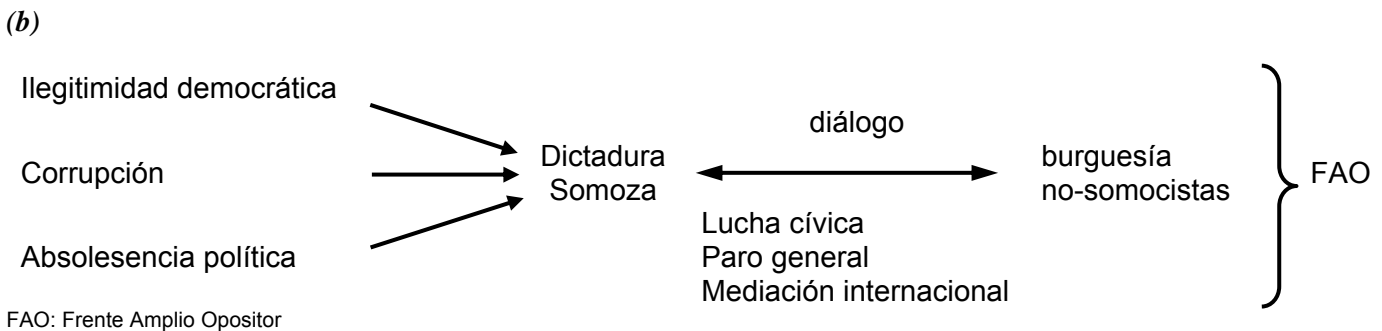 (b)
Ilegitimidad democrática
Corrupción
Absolesencia política
Dictadura
Somoza
diálogo
Lucha cívica
Paro general
Mediación internacional
burguesía
no-somocistas
FAO
FAO: Frente Amplio Opositor